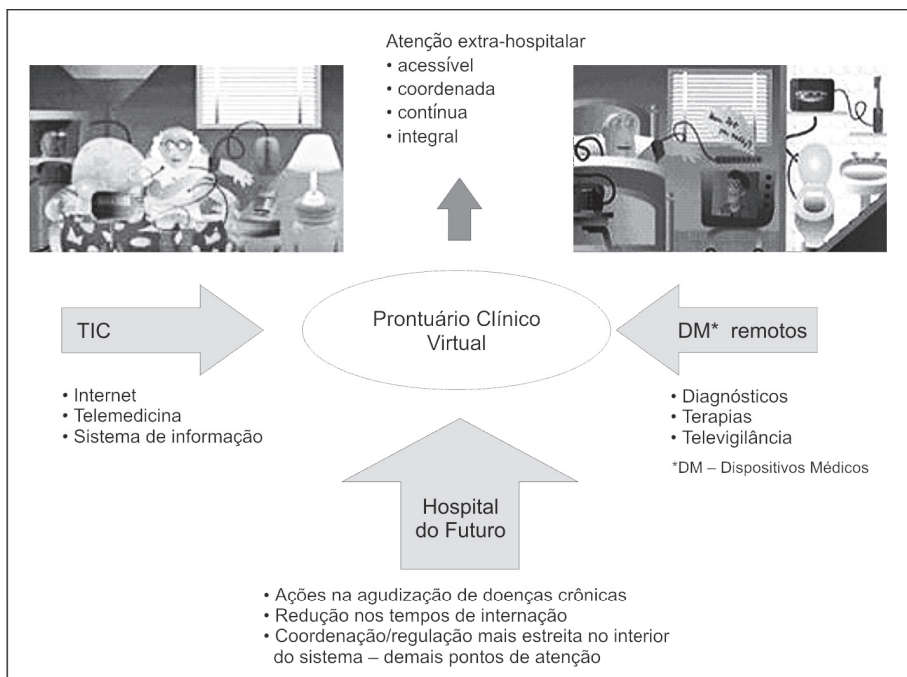 Atenção extra-hospitalar
• acessível
• coordenada
• contínua
• integral
TIC
Prontuário Clínico
Virtual
DM* remotos
• Internet
• Telemedicina
• Sistema de informação
• Diagnósticos
• Terapias
• Televigilância
*DM – Dispositivos Médicos
Hospital
do Futuro
• Ações na agudização de doenças crônicas
• Redução nos tempos de internação
• Coordenação/regulação mais estreita no interior
do sistema – demais pontos de atenção